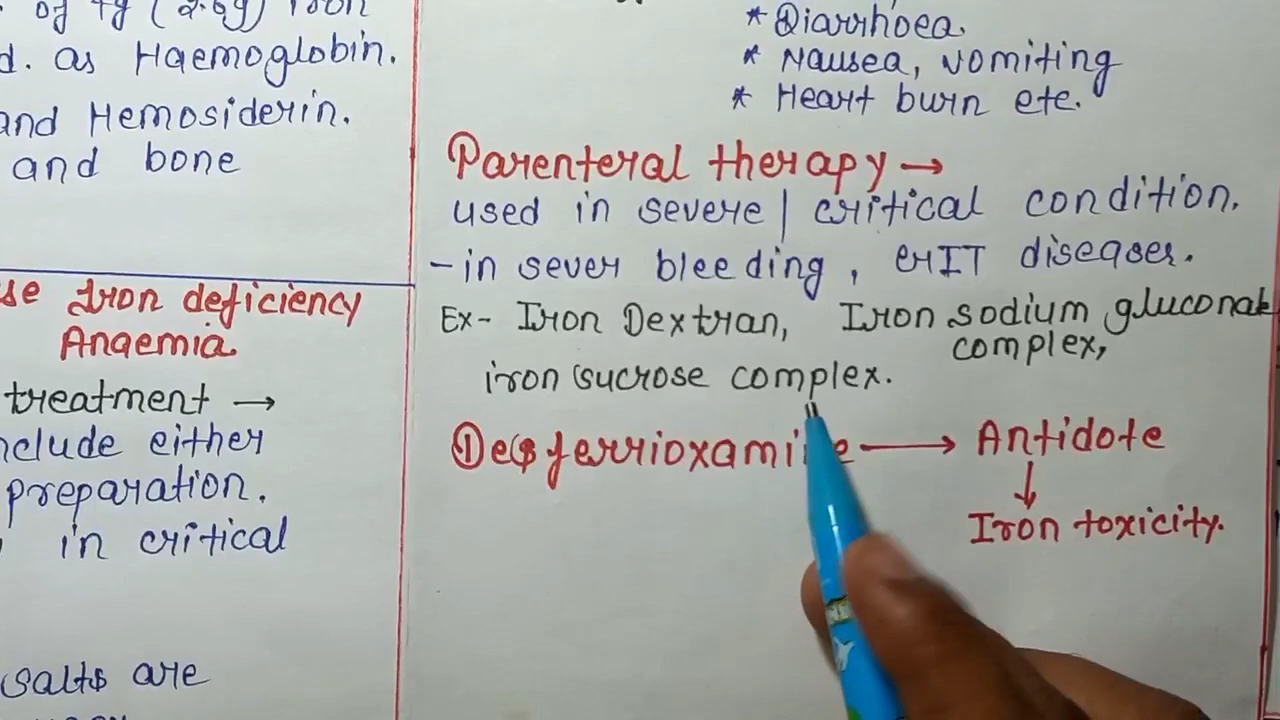 of 4g (2.5g) Iron
d. as Haemoglobin.
and Hemosiderin.
and bone
se Iron deficiency
Anaemia
treatment →
nclude either
preparation.
in critical
salts are
* Diarrhoea.
* Nausea, vomiting
* Heart burn etc.
Parenteral therapy →
used in severe | critical condition.
- in sever bleeding, GIT diseases.
Ex- Iron Dextran, Iron sodium gluconate
complex,
iron sucrose complex.
① Desferrioxamine → Antidote
↓
Iron toxicity.